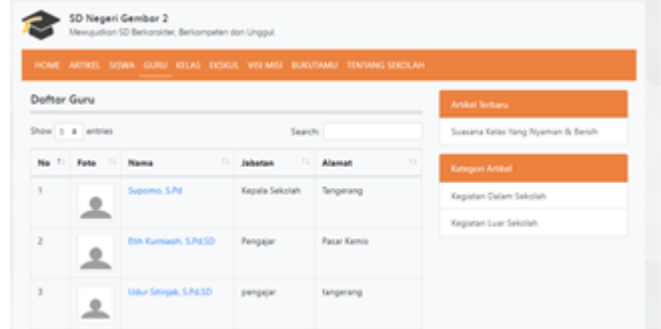 SD Negeri Gembor 2
Mewujudkan SD Berkarakter, Berkompeten dan Unggul.
HOME ARTIKEL SISWA GURU KELAS EKSKUL VISI MISI BUKUTAMU TENTANG SEKOLAH
Daftar Guru
Show 5 entries
Search:
No Foto Nama Jabatan Alamat
1 Supomo, S.Pd Kepala Sekolah Tangerang
2 Etih Kurniasih, S.Pd.SD Pengajar Pasar Kemis
3 Udur Sitinjak, S.Pd.SD pengajar tangerang
Artikel Terbaru
Suasana Kelas Yang Nyaman & Bersih
Kategori Artikel
Kegiatan Dalam Sekolah
Kegiatan Luar Sekolah